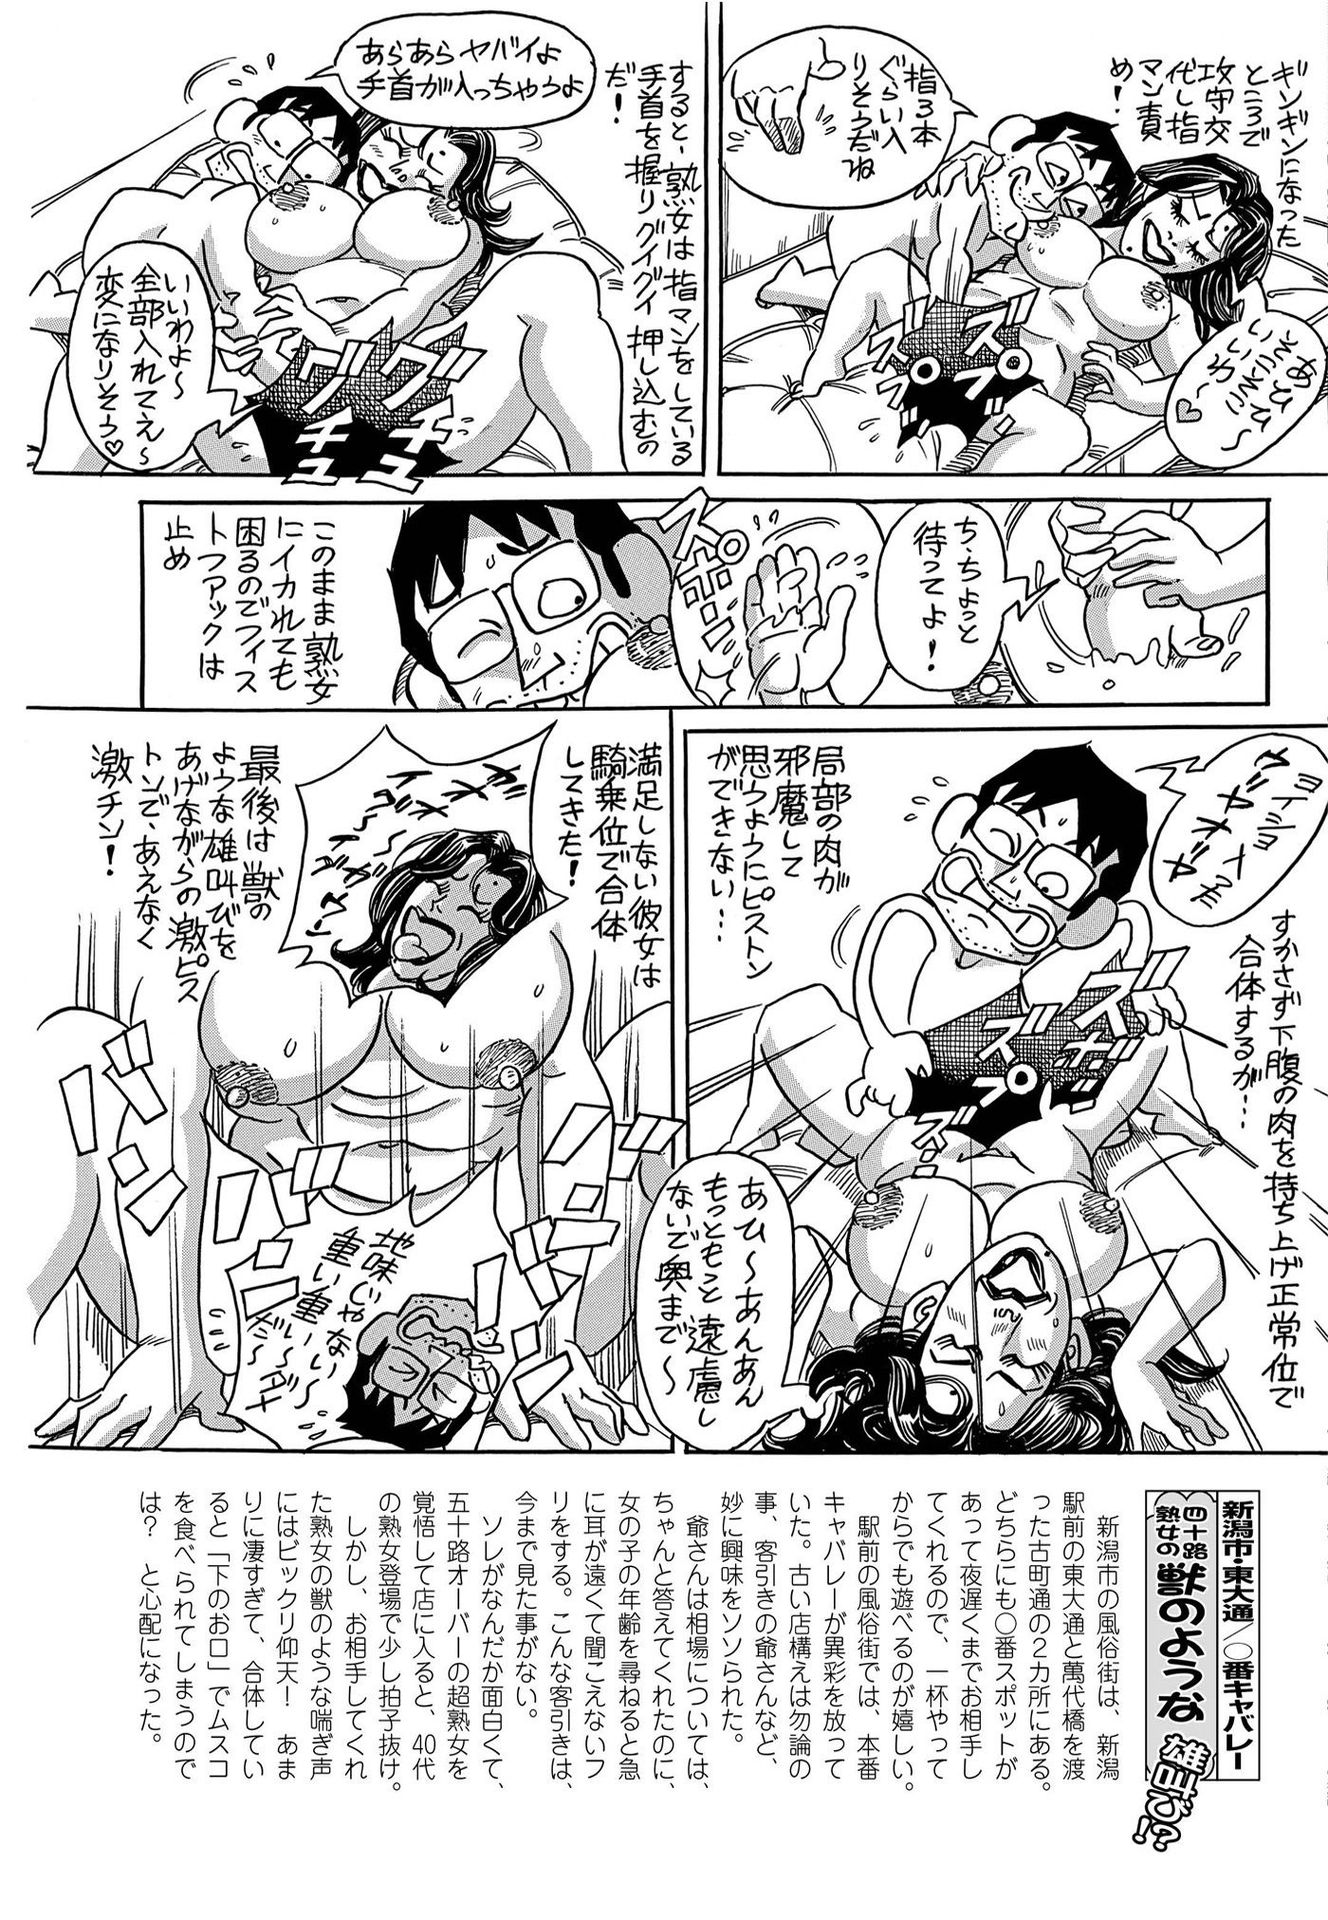 ギンギンになった
ところで
攻守交
代し指
マン責
め！
指3本
ぐらい入
りそうだ
ね
あひひ〜
そこそこ
いいわ〜♡
ズズ
ポポ
すると〜熟女は指マンをしている
手首を握りグイグイ押し込むの
だ！
あらあらヤバイよ
手首が入っちゃうよ
いいわよ〜
全部入れてえ〜
変になりそう♡
ググ
チュチュ
ち、ちょっと
待ってよ！
スポポン
このまま熟女
にイカれても
困るのでフィス
トファックは
止め
すかさず下腹の肉を持ち上げ正常位で
合体するが…
ヨイショ
局部の肉が
邪魔して
思うようにピストン
ができない…
あひ〜あんあん
もっともっと遠慮し
ないで奥まで〜
満足しない彼女は
騎乗位で合体
してきた！
最後は獣の
ような雄叫びを
あげながらの激ピス
トンで、あえなく
激チン！
バンバン
地味じゃない
重い重〜い
新潟市・東大通／○番キャバレー
四十路
熟女の獣のような雄叫び!?
新潟市の風俗街は、新潟
駅前の東大通と萬代橋を渡
った古町通の2カ所にある。
どちらにも○番スポットが
あって夜遅くまでお相手し
てくれるので、一杯やって
からでも遊べるのが嬉しい。
駅前の風俗街では、本番
キャバレーが異彩を放って
いた。古い店構えは勿論の
事、客引きの爺さんなど、
妙に興味をソソられた。
爺さんは相場については、
ちゃんと答えてくれたのに、
女の子の年齢を尋ねると急
に耳が遠くて聞こえないフ
リをする。こんな客引きは、
今まで見た事がない。
ソレがなんだか面白くて、
五十路オーバーの超熟女を
覚悟して店に入ると、40代
の熟女登場で少し拍子抜け。
しかし、お相手してくれ
た熟女の獣のような喘ぎ声
にはビックリ仰天！　あま
りに凄すぎて、合体してい
ると「下のお口」でムスコ
を食べられてしまうので
は？　と心配になった。